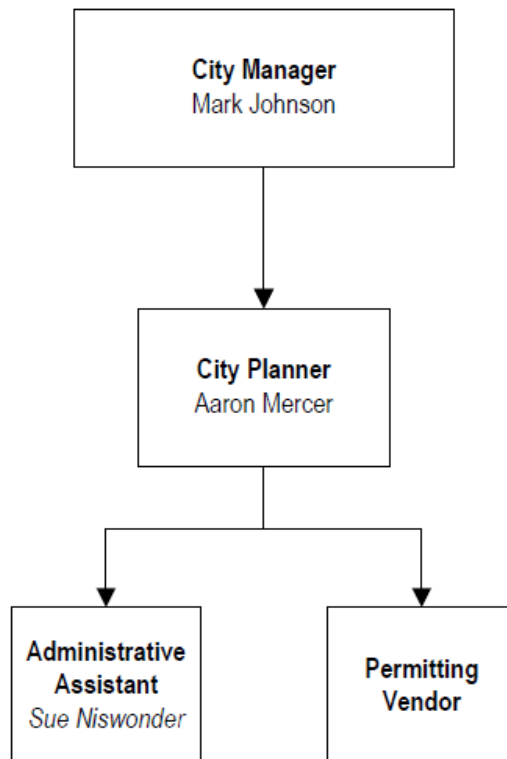 City Manager
Mark Johnson
City Planner
Aaron Mercer
Administrative
Assistant
Sue Niswonder
Permitting
Vendor